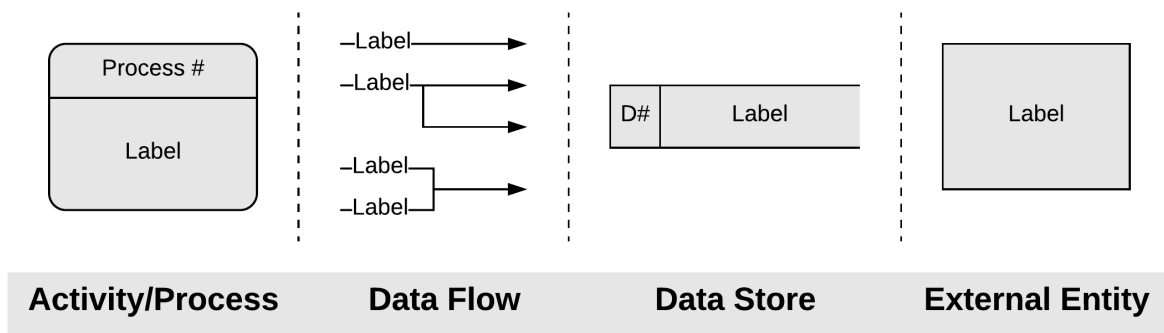 Process #
Label
Label
Label
Label
Label
D# Label
Label
Activity/Process
Data Flow
Data Store
External Entity